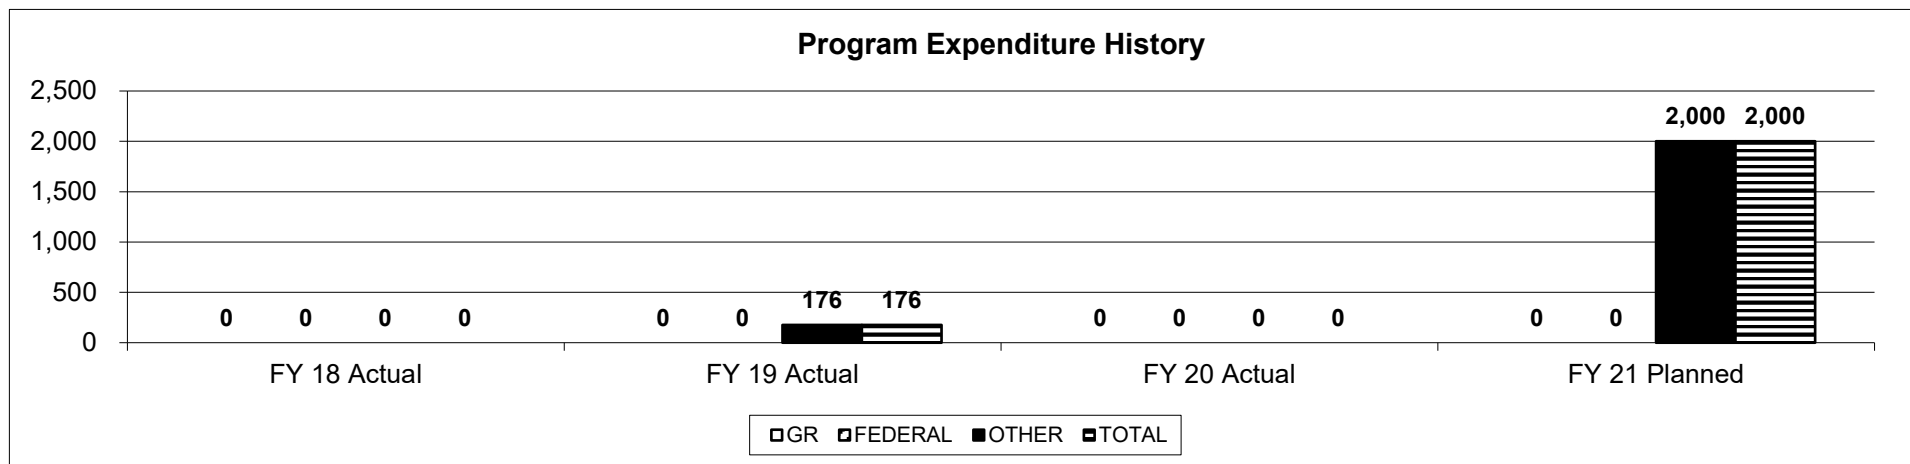 Program Expenditure History
2,500
2,000
1,500
1,000
500
0
0 0 0 0
0 0 176 176
0 0 0 0
0 0 2,000 2,000
FY 18 Actual FY 19 Actual FY 20 Actual FY 21 Planned
GR FEDERAL OTHER TOTAL